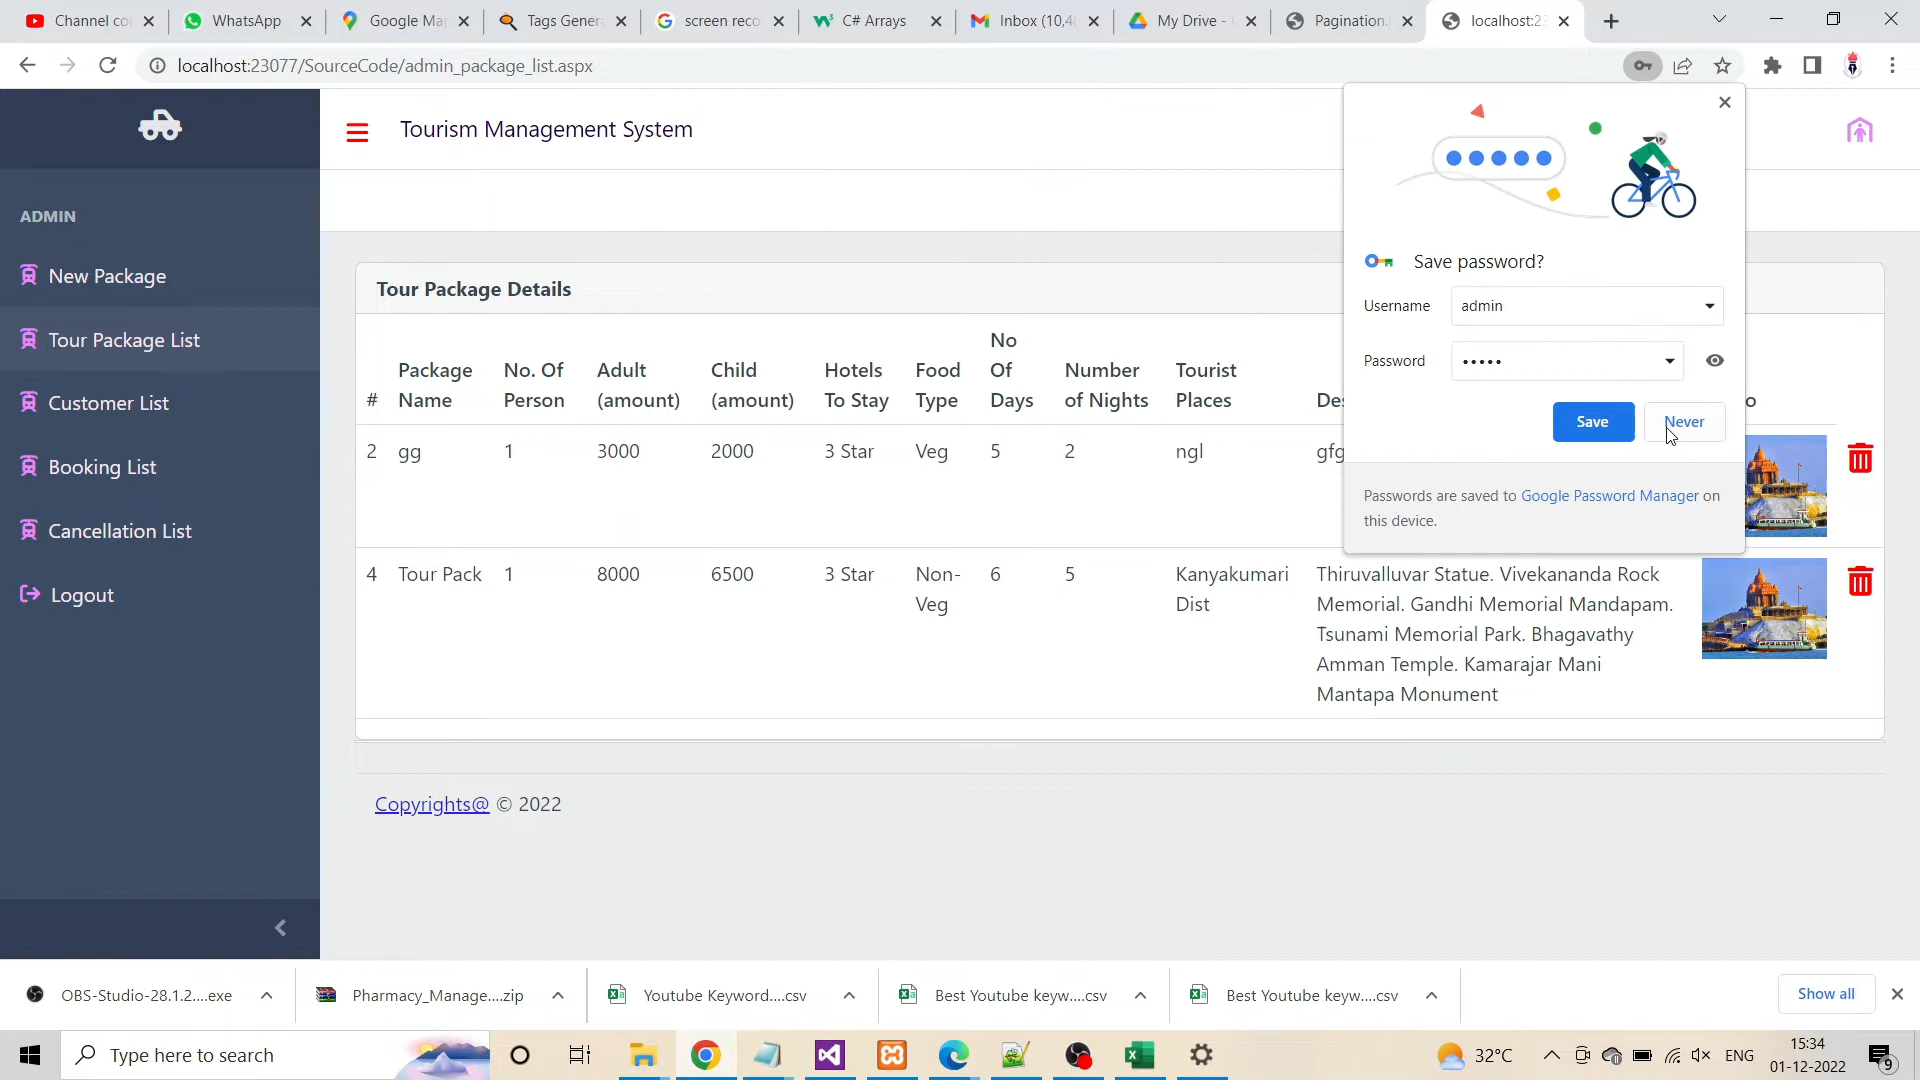 Channel co
WhatsApp
Google Ma
Tags Genera
screen reco
C# Arrays
Inbox (10,4
My Drive -
Pagination.
localhost:23
localhost:23077/SourceCode/admin_package_list.aspx
Tourism Management System
ADMIN
New Package
Tour Package List
Customer List
Booking List
Cancellation List
Logout
Save password?
Username admin
Password •••••
Save Never
Passwords are saved to Google Password Manager on
this device.
Tour Package Details
# Package Name No. Of Person Adult (amount) Child (amount) Hotels To Stay Food Type No Of Days Number of Nights Tourist Places De o
2 gg 1 3000 2000 3 Star Veg 5 2 ngl gfg
4 Tour Pack 1 8000 6500 3 Star Non-Veg 6 5 Kanyakumari Dist
Thiruvalluvar Statue. Vivekananda Rock
Memorial. Gandhi Memorial Mandapam.
Tsunami Memorial Park. Bhagavathy
Amman Temple. Kamarajar Mani
Mantapa Monument
Copyrights@ © 2022
OBS-Studio-28.1.2....exe
Pharmacy_Manage....zip
Youtube Keyword....csv
Best Youtube keyw....csv
Best Youtube keyw....csv
Show all
Type here to search
32°C
ENG
15:34
01-12-2022
9